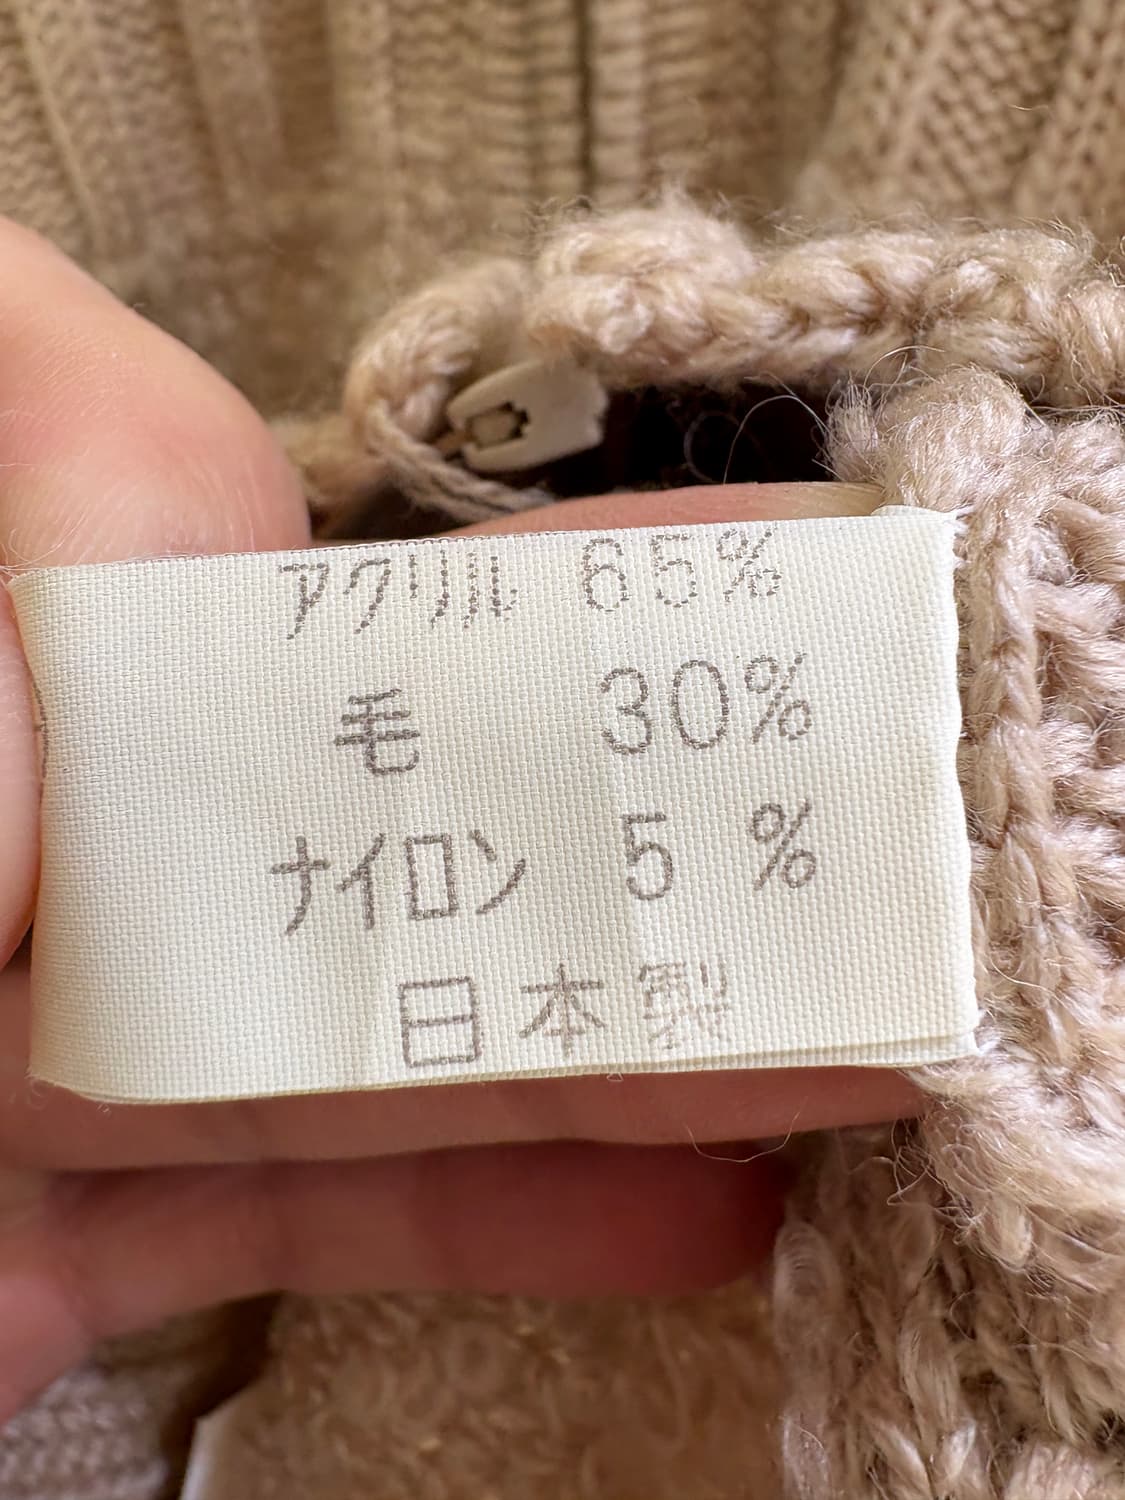 アクリル 65%
毛 30%
ナイロン 5 %
日本製